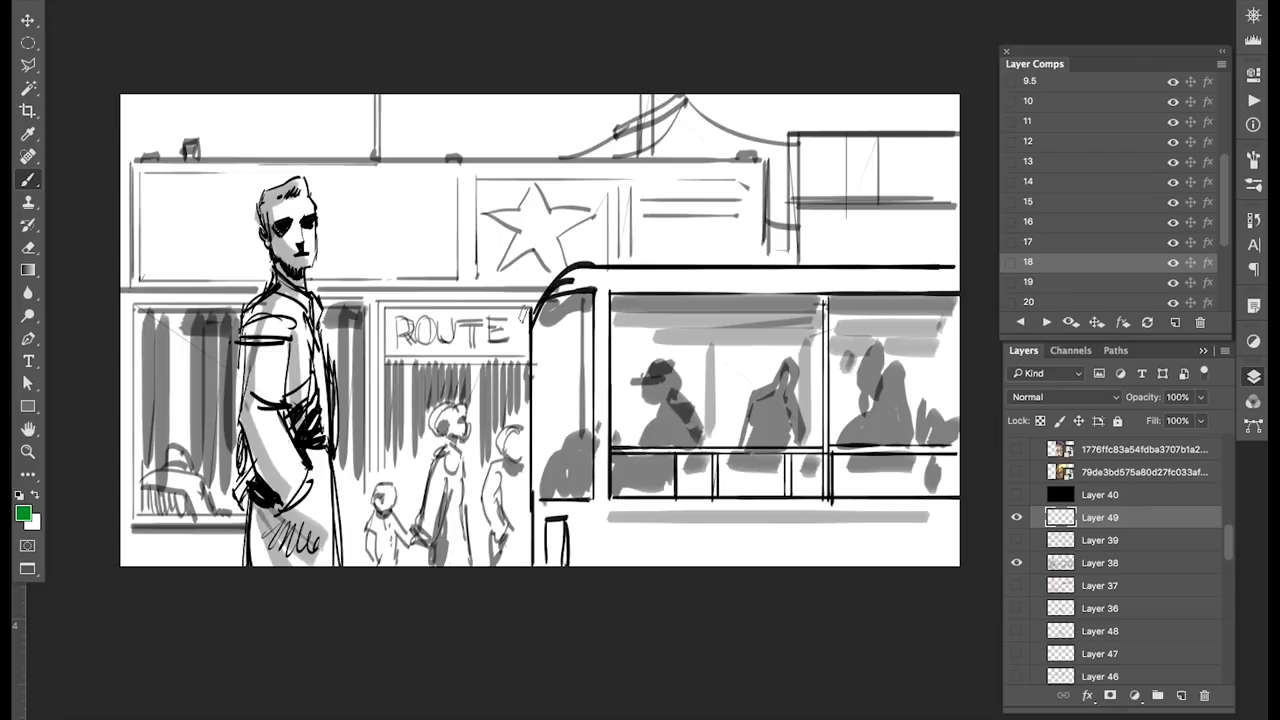 Layer Comps
9.5
10
11
12
13
14
15
16
17
18
19
20
Layers Channels Paths
Kind
Normal Opacity: 100%
Lock: Fill: 100%
1776ffc83a54fdba3707b1a2...
79de3bd575a80d27fc033af...
Layer 40
Layer 49
Layer 39
Layer 38
Layer 37
Layer 36
Layer 48
Layer 47
Layer 46
ROUTE
4